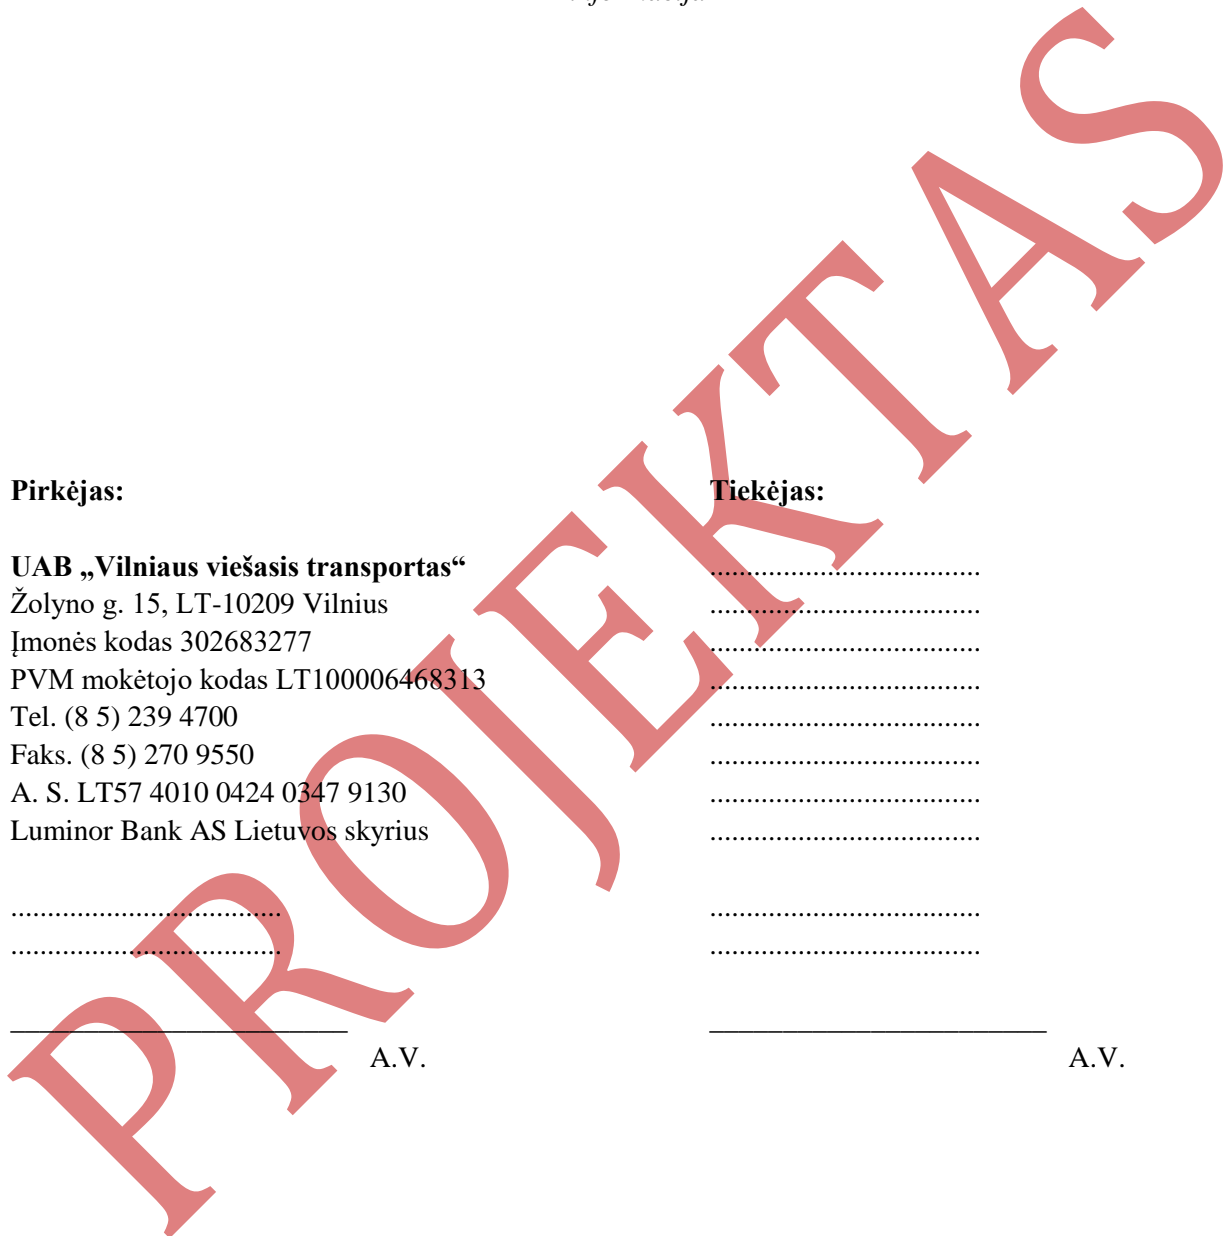 Pirkėjas:
UAB „Vilniaus viešasis transportas“
Žolyno g. 15, LT-10209 Vilnius
Įmonės kodas 302683277
PVM mokėtojo kodas LT100006468313
Tel. (8 5) 239 4700
Faks. (8 5) 270 9550
A. S. LT57 4010 0424 0347 9130
Luminor Bank AS Lietuvos skyrius
.....................................
.....................................
________________________
A.V.
Tiekėjas:
.....................................
.....................................
.....................................
.....................................
.....................................
.....................................
.....................................
.....................................
.....................................
.....................................
________________________
A.V.
PROJEKTAS